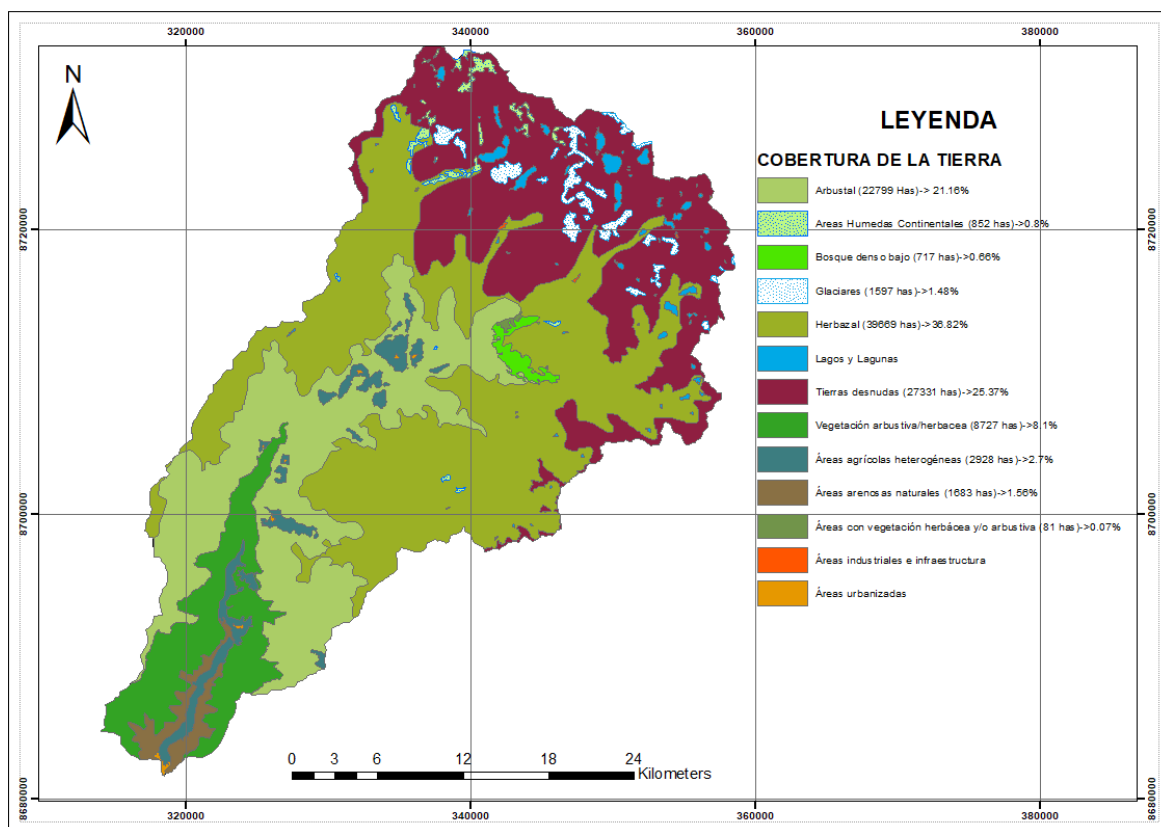 320000 340000 360000 380000
N
LEYENDA
COBERTURA DE LA TIERRA
Arbustal (22799 Has)-> 21.16%
Areas Humedas Continentales (852 has)->0.8%
8720000 8720000
Bosque denso bajo (717 has)->0.66%
Glaciares (1597 has)->1.48%
Herbazal (39669 has)->36.82%
Lagos y Lagunas
Tierras desnudas (27331 has)->25.37%
Vegetación arbustiva/herbacea (8727 has)->8.1%
Áreas agrícolas heterogéneas (2928 has)->2.7%
Áreas arenosas naturales (1683 has)->1.56%
8700000 8700000
Áreas con vegetación herbácea y/o arbustiva (81 has)->0.07%
Áreas industriales e infraestructura
Áreas urbanizadas
0 3 6 12 18 24
Kilometers
8680000 8680000
320000 340000 360000 380000